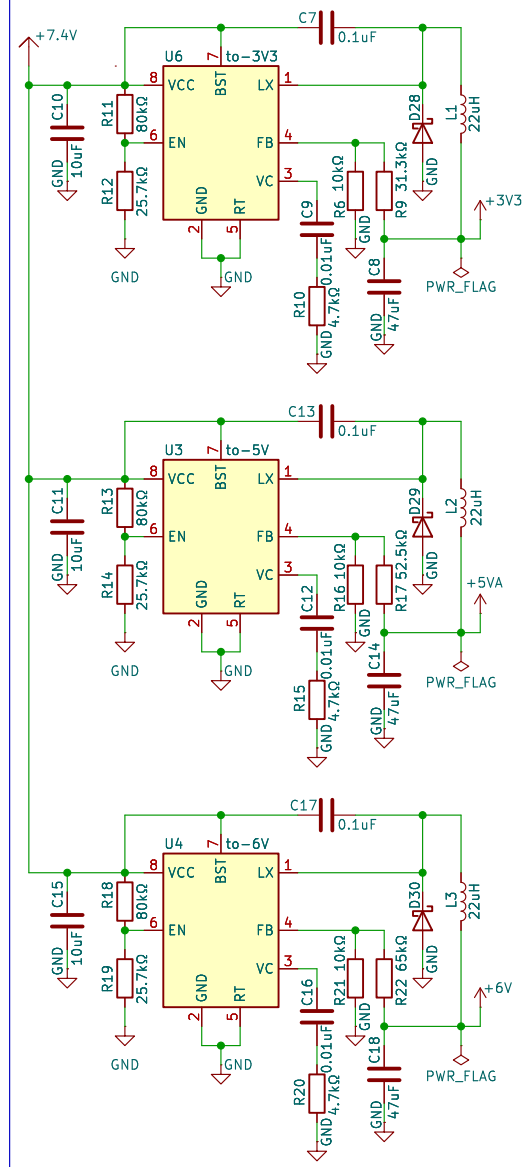 +7.4V
C7
0.1uF
U6
to-3V3
7
BST
8
VCC
LX
1
C10
10uF
GND
R11
80kΩ
6
EN
FB
4
R12
25.7kΩ
GND
VC
3
GND
RT
2
5
GND
C9
0.01uF
R10
4.7kΩ
GND
R6
10kΩ
GND
R9
31.3kΩ
D28
GND
L1
22uH
+3V3
PWR_FLAG
C8
47uF
GND
C13
0.1uF
U3
to-5V
7
BST
8
VCC
LX
1
C11
10uF
GND
R13
80kΩ
6
EN
FB
4
R14
25.7kΩ
GND
VC
3
GND
RT
2
5
GND
C12
0.01uF
R15
4.7kΩ
GND
R16
10kΩ
GND
R17
52.5kΩ
D29
GND
L2
22uH
+5VA
PWR_FLAG
C14
47uF
GND
C17
0.1uF
U4
to-6V
7
BST
8
VCC
LX
1
C15
10uF
GND
R18
80kΩ
6
EN
FB
4
R19
25.7kΩ
GND
VC
3
GND
RT
2
5
GND
C16
0.01uF
R20
4.7kΩ
GND
R21
10kΩ
GND
R22
65kΩ
D30
GND
L3
22uH
+6V
PWR_FLAG
C18
47uF
GND